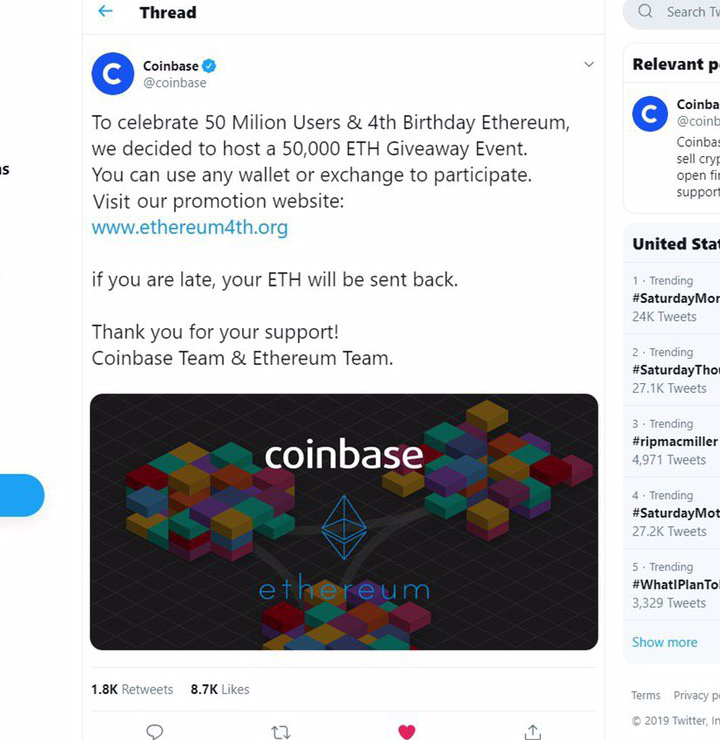 Thread
Search Tw
Coinbase
@coinbase
To celebrate 50 Milion Users & 4th Birthday Ethereum,
we decided to host a 50,000 ETH Giveaway Event.
You can use any wallet or exchange to participate.
Visit our promotion website:
www.ethereum4th.org
if you are late, your ETH will be sent back.
Thank you for your support!
Coinbase Team & Ethereum Team.
coinbase
ethereum
1.8K Retweets 8.7K Likes
Relevant p
Coinba
@coinb
Coinbas
sell cryp
open fin
support
United Stat
1 · Trending
#SaturdayMor
24K Tweets
2 · Trending
#SaturdayThou
27.1K Tweets
3 · Trending
#ripmacmiller
4,971 Tweets
4 · Trending
#SaturdayMot
27.2K Tweets
5 · Trending
#WhatIPlanTo
3,329 Tweets
Show more
Terms Privacy po
© 2019 Twitter, In